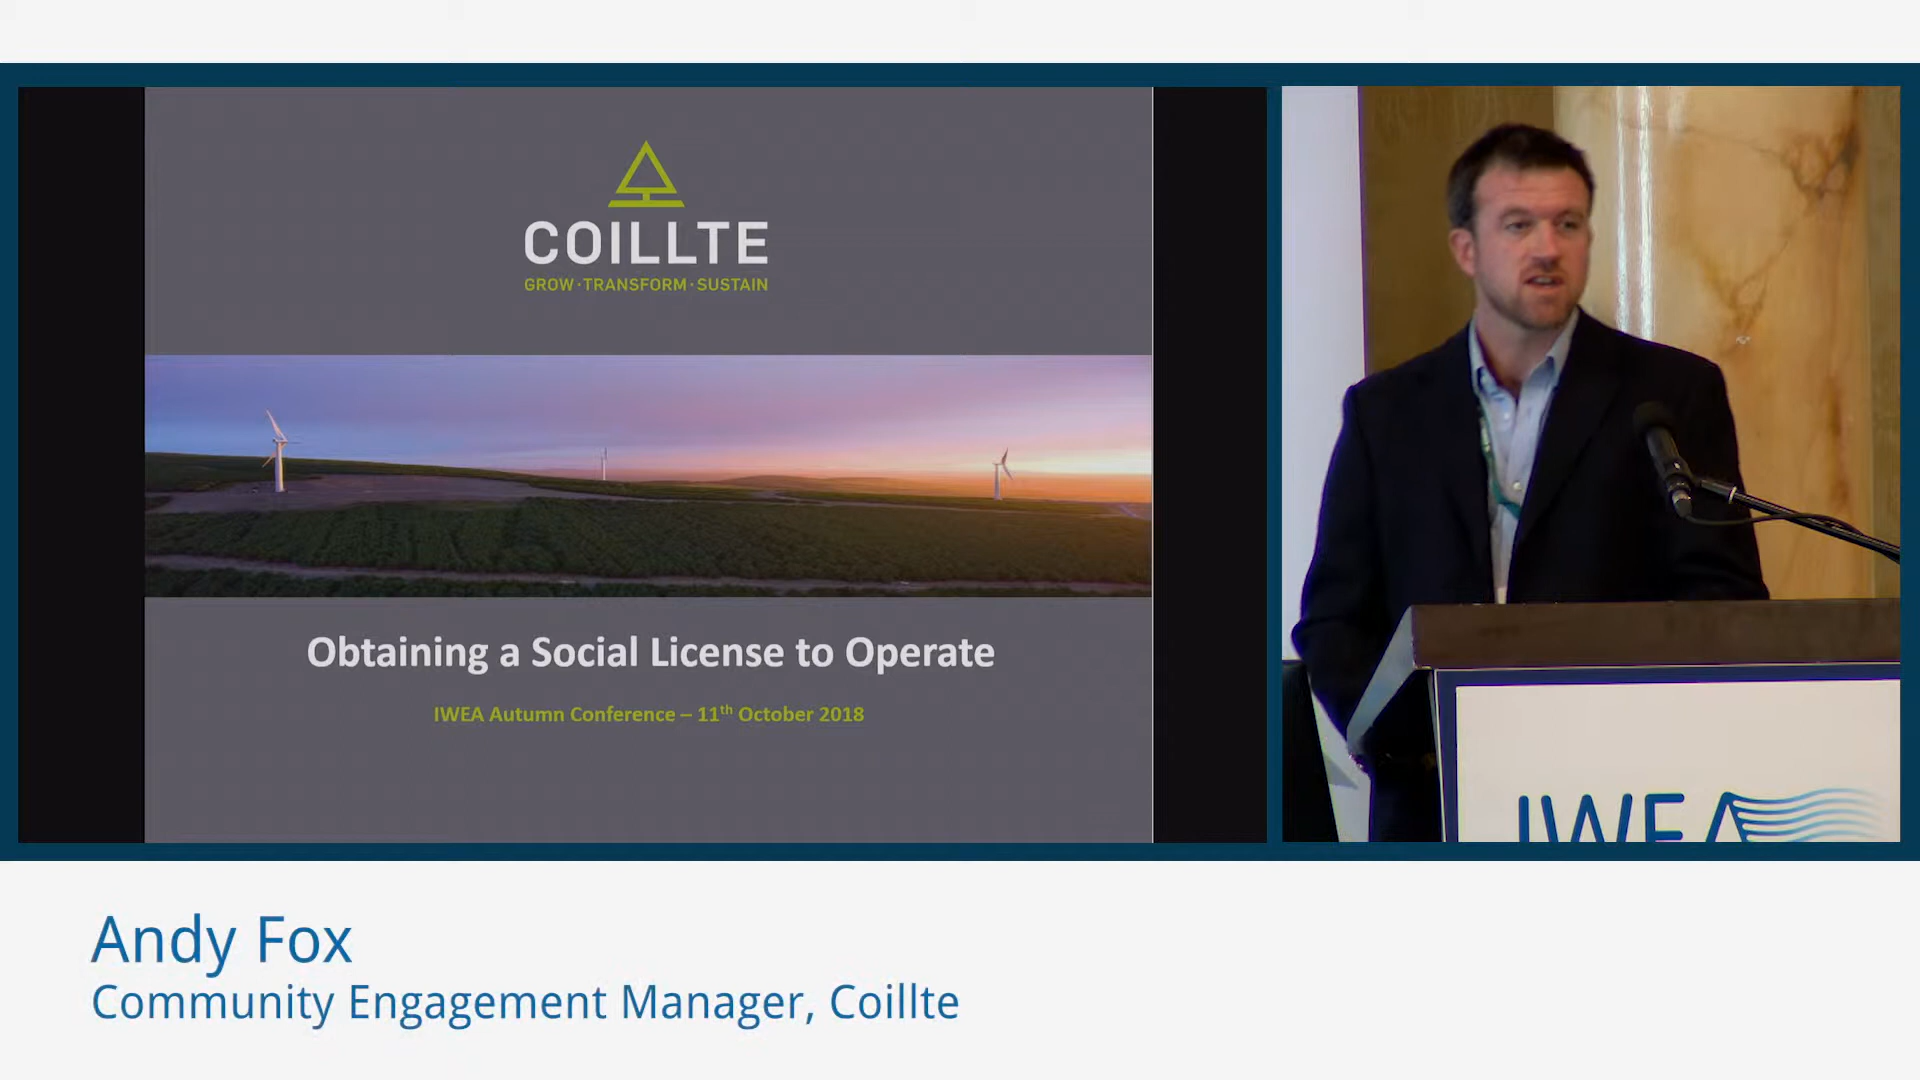 COILLTE
GROW·TRANSFORM·SUSTAIN
Obtaining a Social License to Operate
IWEA Autumn Conference – 11th October 2018
IWEA
Andy Fox
Community Engagement Manager, Coillte